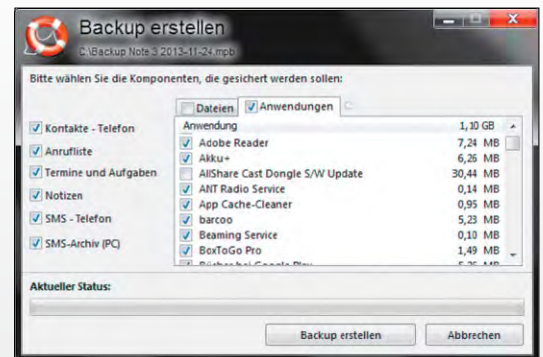 Backup erstellen
C:\Backup Note 3 2013-11-24.mpb
Bitte wählen Sie die Komponenten, die gesichert werden sollen:
Dateien Anwendungen
Kontakte - Telefon
Anrufliste
Termine und Aufgaben
Notizen
SMS - Telefon
SMS-Archiv (PC)
Anwendung 1,10 GB
Adobe Reader 7,24 MB
Akku+ 6,26 MB
AllShare Cast Dongle S/W Update 30,44 MB
ANT Radio Service 0,14 MB
App Cache-Cleaner 0,95 MB
barcoo 5,23 MB
Beaming Service 0,10 MB
BoxToGo Pro 1,49 MB
Aktueller Status:
Backup erstellen Abbrechen